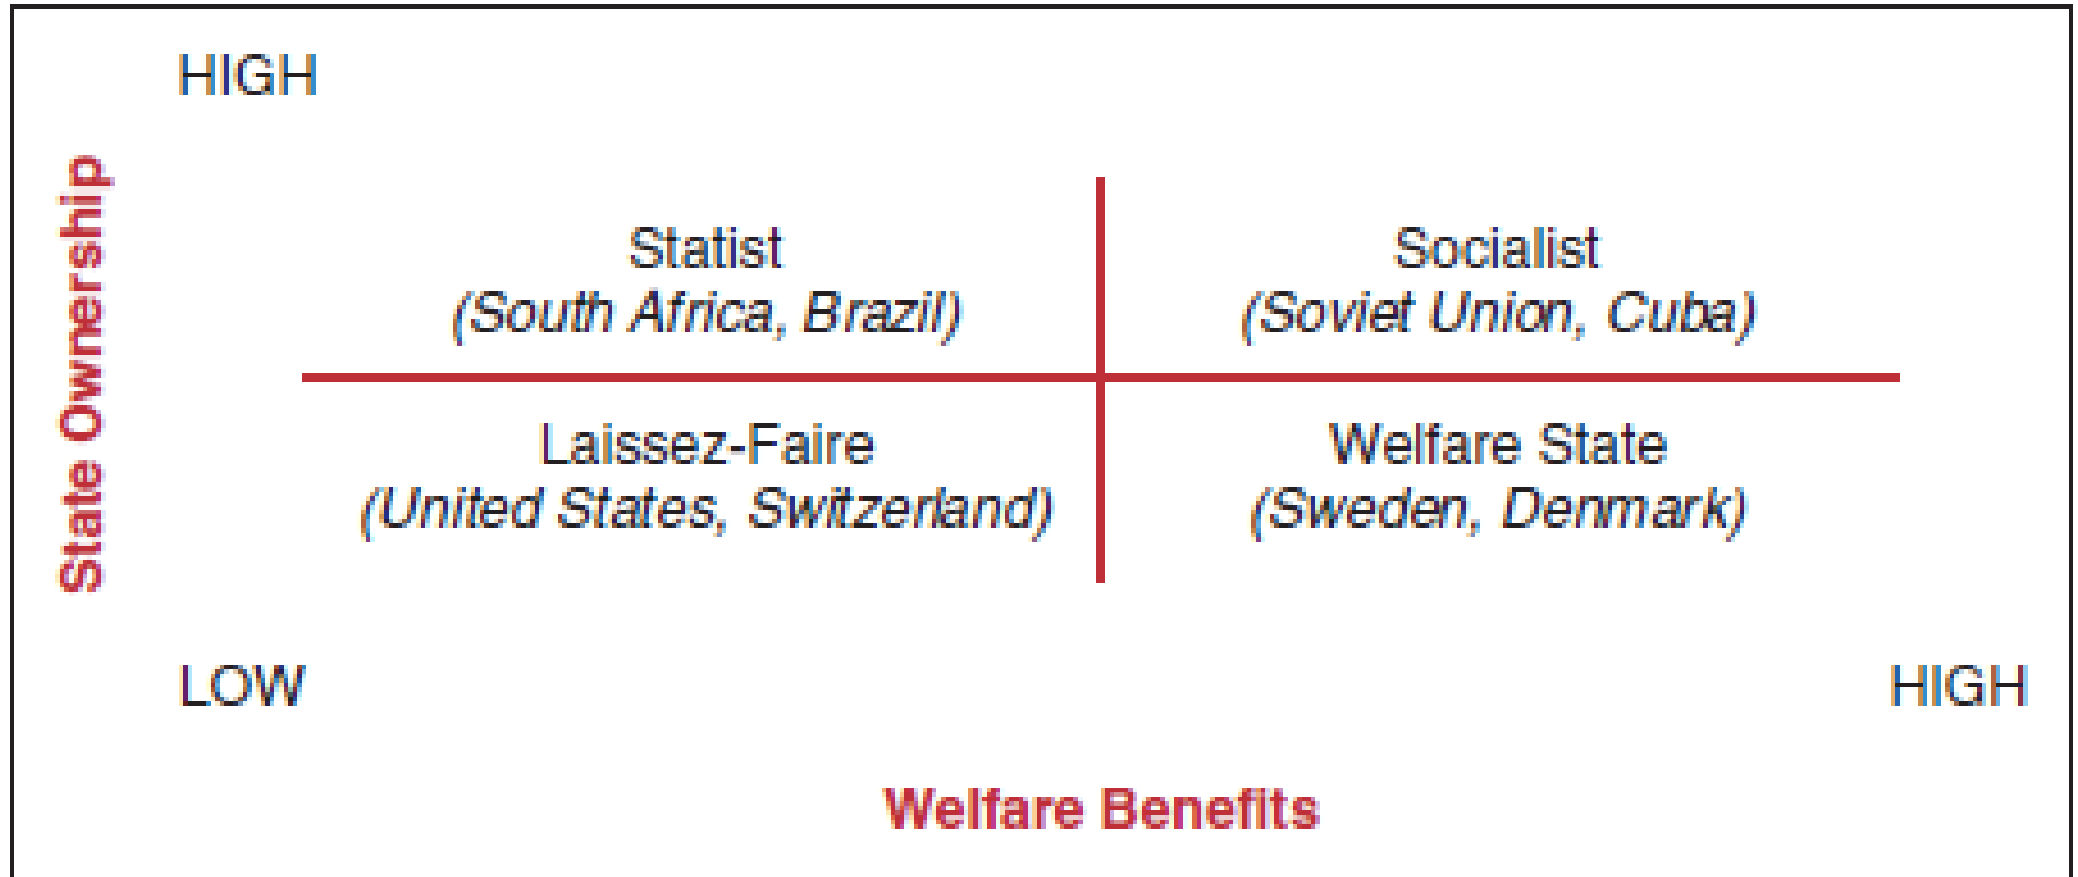 HIGH
State Ownership
Statist
(South Africa, Brazil)
Socialist
(Soviet Union, Cuba)
Laissez-Faire
(United States, Switzerland)
Welfare State
(Sweden, Denmark)
LOW
HIGH
Welfare Benefits